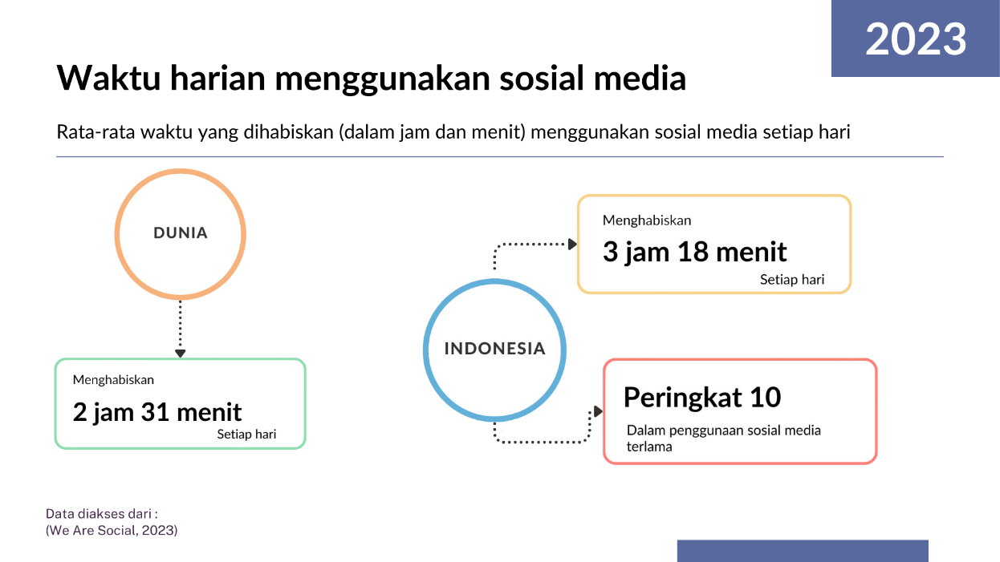 2023
Waktu harian menggunakan sosial media
Rata-rata waktu yang dihabiskan (dalam jam dan menit) menggunakan sosial media setiap hari
DUNIA
Menghabiskan
2 jam 31 menit
Setiap hari
INDONESIA
Menghabiskan
3 jam 18 menit
Setiap hari
Peringkat 10
Dalam penggunaan sosial media
terlama
Data diakses dari :
(We Are Social, 2023)